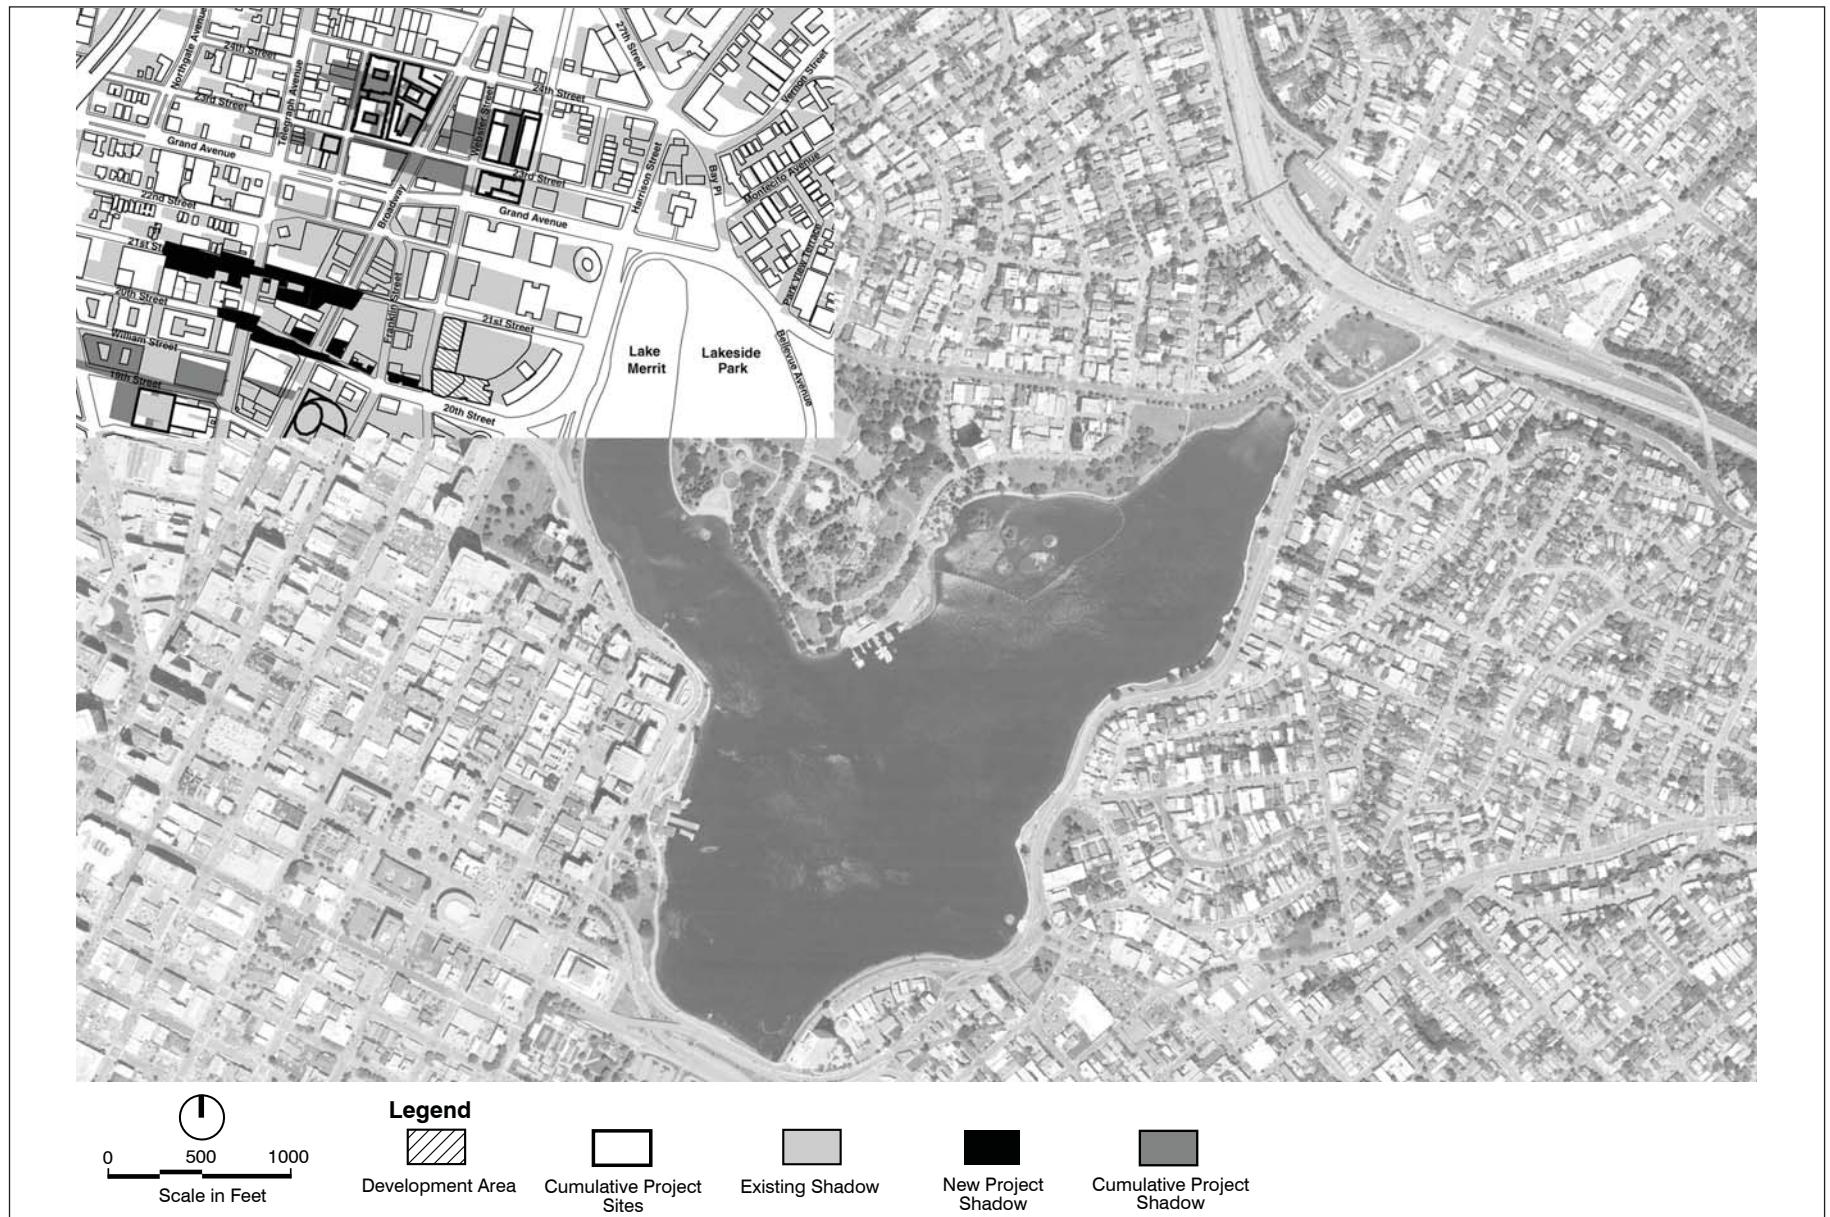 27th Street
Northgate Avenue
24th Street
Telegraph Avenue
Vernon Street
24th Street
23rd Street
Webster Street
Grand Avenue
Harrison Street
Bay Pl
Montecito Avenue
23rd Street
22nd Street
Broadway
Grand Avenue
21st St
Park View Terrace
20th Street
Franklin Street
21st Street
William Street
Lake
Merrit
Lakeside
Park
Bellevue Avenue
19th Street
20th Street
Legend
0 500 1000
Scale in Feet
Development Area
Cumulative Project
Sites
Existing Shadow
New Project
Shadow
Cumulative Project
Shadow